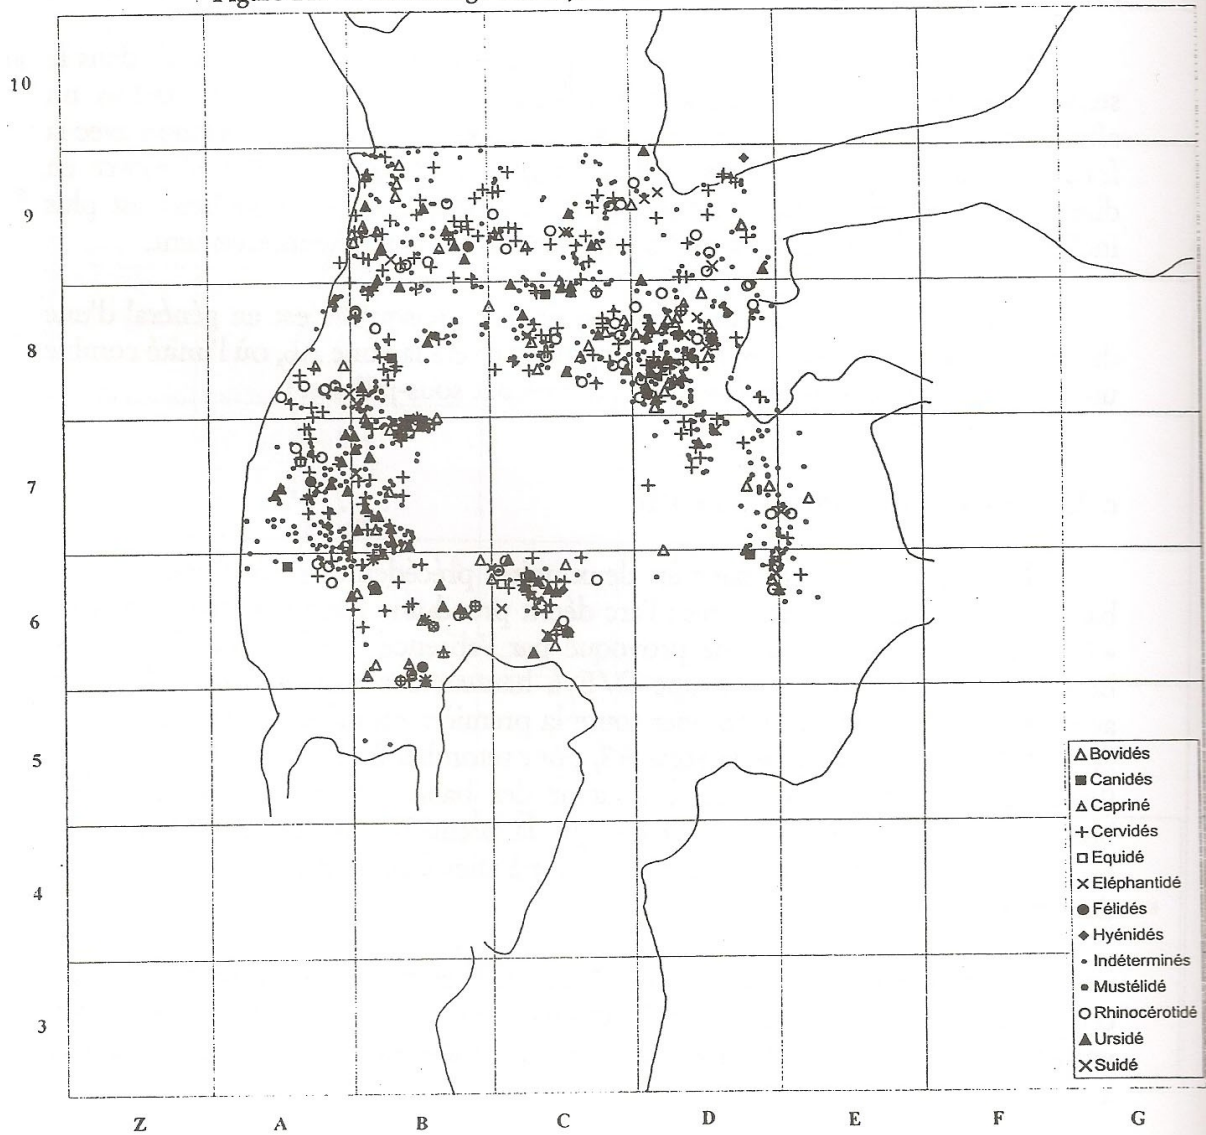 Figure
10
9
8
7
6
5
4
3
Bovidés
Canidés
Capriné
Cervidés
Equidé
Eléphantidé
Félidés
Hyénidés
Indéterminés
Mustélidé
Rhinocérotidé
Ursidé
Suidé
Z A B C D E F G